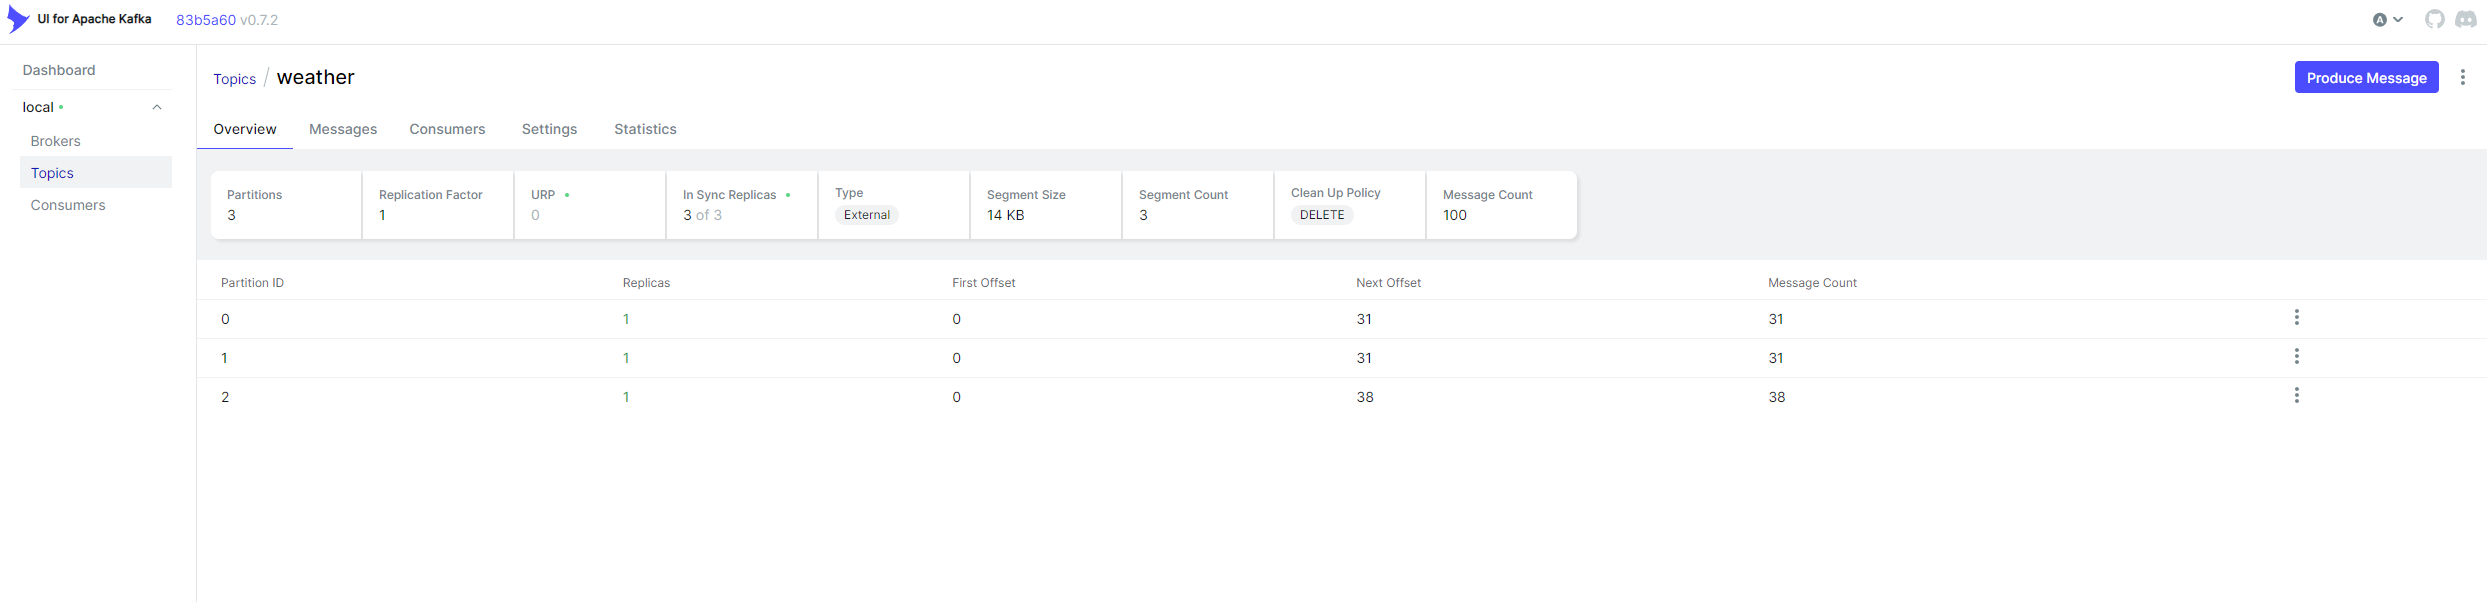 UI for Apache Kafka 83b5a60 v0.7.2 A
Dashboard
local
Brokers
Topics
Consumers
Topics / weather
Produce Message
Overview Messages Consumers Settings Statistics
Partitions Replication Factor URP In Sync Replicas Type Segment Size Segment Count Clean Up Policy Message Count
3 1 0 3 of 3 External 14 KB 3 DELETE 100
Partition ID Replicas First Offset Next Offset Message Count
0 1 0 31 31
1 1 0 31 31
2 1 0 38 38